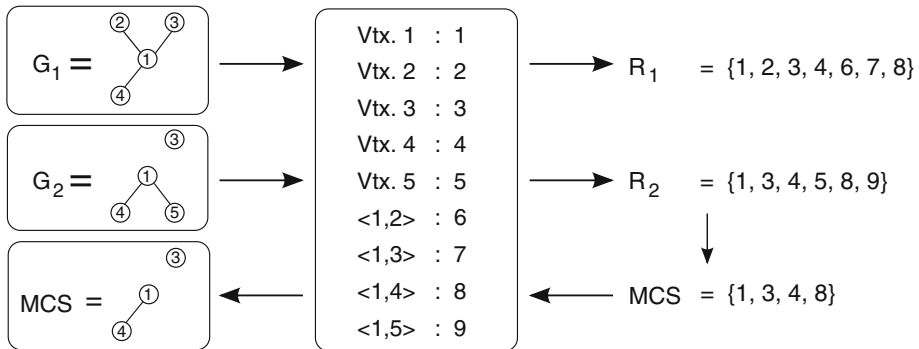 G1 =
2 3
1
4
Vtx. 1 : 1
Vtx. 2 : 2
Vtx. 3 : 3
Vtx. 4 : 4
Vtx. 5 : 5
<1,2> : 6
<1,3> : 7
<1,4> : 8
<1,5> : 9
R1 = {1, 2, 3, 4, 6, 7, 8}
G2 =
3
1
4 5
R2 = {1, 3, 4, 5, 8, 9}
MCS =
3
1
4
MCS = {1, 3, 4, 8}